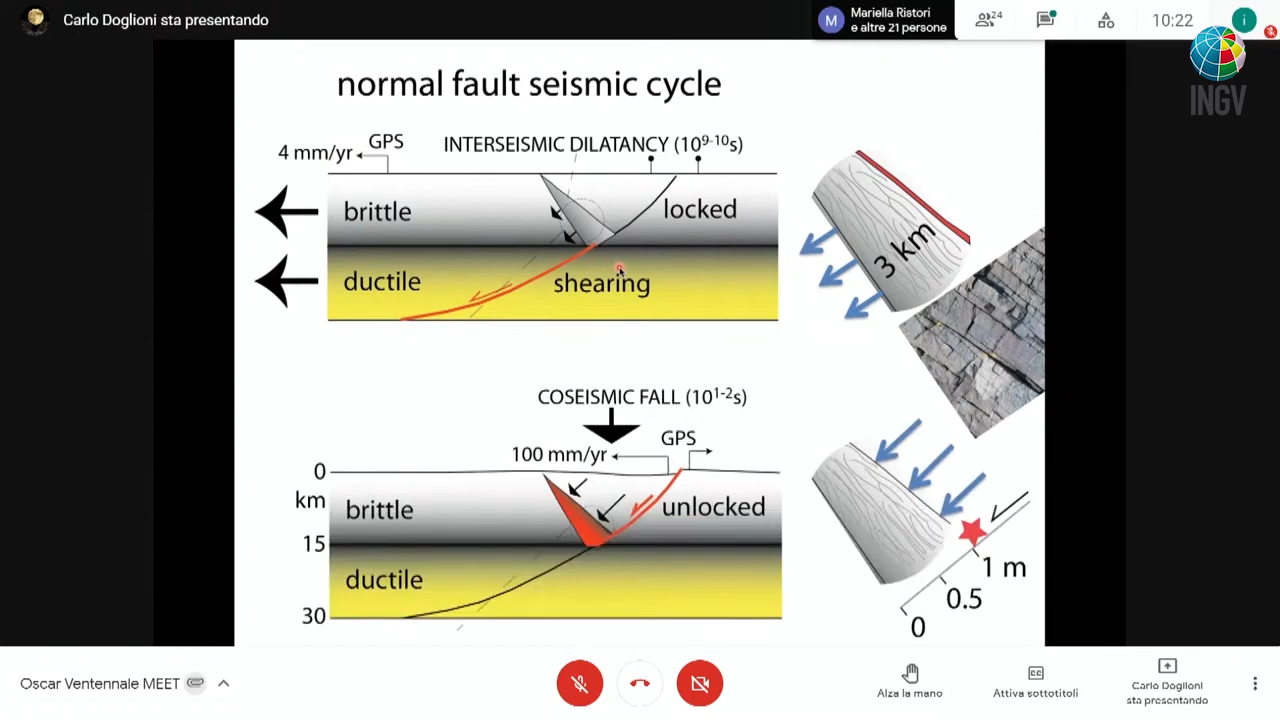 Carlo Doglioni sta presentando
M
Mariella Ristori
e altre 21 persone
24
10:22
i
INGV
normal fault seismic cycle
4 mm/yr
GPS
INTERSEISMIC DILATANCY (10⁹⁻¹⁰s)
brittle
locked
ductile
shearing
3 km
COSEISMIC FALL (10¹⁻²s)
100 mm/yr
GPS
0
km
brittle
unlocked
15
ductile
30
1 m
0.5
0
Oscar Ventennale MEET
Alza la mano
Attiva sottotitoli
Carlo Doglioni
sta presentando